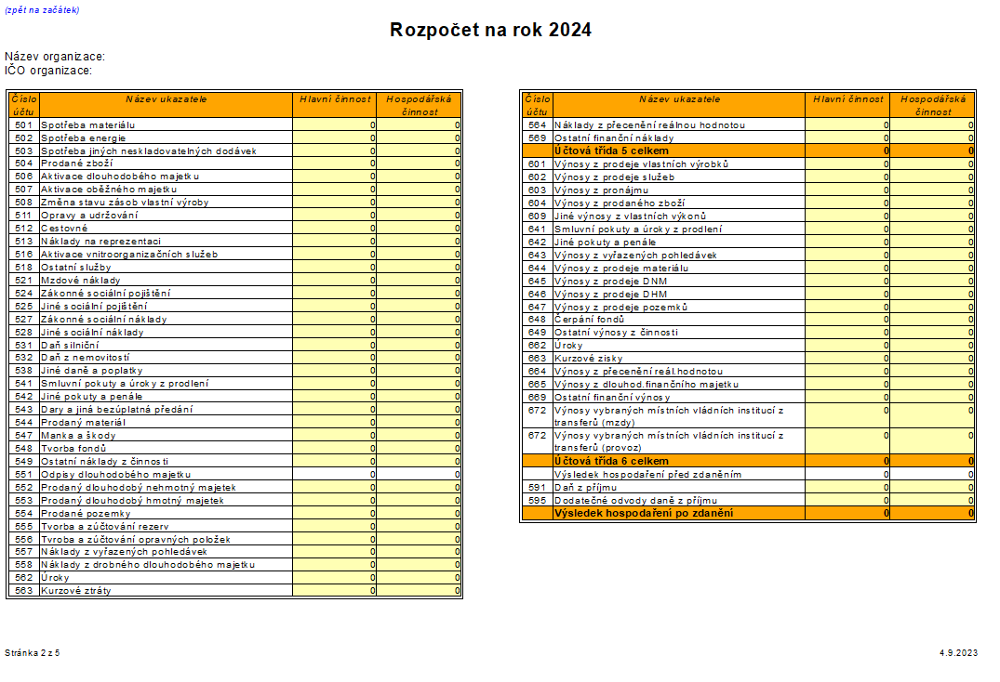 (zpět na začátek)
Rozpočet na rok 2024
Název organizace:
IČO organizace:
Číslo účtu Název ukazatele Hlavní činnost Hospodářská činnost
501 Spotřeba materiálu 0 0
502 Spotřeba energie 0 0
503 Spotřeba jiných neskladovatelných dodávek 0 0
504 Prodané zboží 0 0
506 Aktivace dlouhodobého majetku 0 0
507 Aktivace oběžného majetku 0 0
508 Změna stavu zásob vlastní výroby 0 0
511 Opravy a udržování 0 0
512 Cestovné 0 0
513 Náklady na reprezentaci 0 0
516 Aktivace vnitroorganizačních služeb 0 0
518 Ostatní služby 0 0
521 Mzdové náklady 0 0
524 Zákonné sociální pojištění 0 0
525 Jiné sociální pojištění 0 0
527 Zákonné sociální náklady 0 0
528 Jiné sociální náklady 0 0
531 Daň silniční 0 0
532 Daň z nemovitostí 0 0
538 Jiné daně a poplatky 0 0
541 Smluvní pokuty a úroky z prodlení 0 0
542 Jiné pokuty a penále 0 0
543 Dary a jiná bezúplatná předání 0 0
544 Prodaný materiál 0 0
547 Manka a škody 0 0
548 Tvorba fondů 0 0
549 Ostatní náklady z činnosti 0 0
551 Odpisy dlouhodobého majetku 0 0
552 Prodaný dlouhodobý nehmotný majetek 0 0
553 Prodaný dlouhodobý hmotný majetek 0 0
554 Prodané pozemky 0 0
555 Tvorba a zúčtování rezerv 0 0
556 Tvroba a zúčtování opravných položek 0 0
557 Náklady z vyřazených pohledávek 0 0
558 Náklady z drobného dlouhodobého majetku 0 0
562 Úroky 0 0
563 Kurzové ztráty 0 0
Číslo účtu Název ukazatele Hlavní činnost Hospodářská činnost
564 Náklady z přecenění reálnou hodnotou 0 0
569 Ostatní finanční náklady 0 0
Účtová třída 5 celkem 0 0
601 Výnosy z prodeje vlastních výrobků 0 0
602 Výnosy z prodeje služeb 0 0
603 Výnosy z pronájmu 0 0
604 Výnosy z prodaného zboží 0 0
609 Jiné výnosy z vlastních výkonů 0 0
641 Smluvní pokuty a úroky z prodlení 0 0
642 Jiné pokuty a penále 0 0
643 Výnosy z vyřazených pohledávek 0 0
644 Výnosy z prodeje materiálu 0 0
645 Výnosy z prodeje DNM 0 0
646 Výnosy z prodeje DHM 0 0
647 Výnosy z prodeje pozemků 0 0
648 Čerpání fondů 0 0
649 Ostatní výnosy z činnosti 0 0
662 Úroky 0 0
663 Kurzové zisky 0 0
664 Výnosy z přecenění reál.hodnotou 0 0
665 Výnosy z dlouhod.finančního majetku 0 0
669 Ostatní finanční výnosy 0 0
672 Výnosy vybraných místních vládních institucí z 0 0
transferů (mzdy)
672 Výnosy vybraných místních vládních institucí z 0 0
transferů (provoz)
Účtová třída 6 celkem 0 0
Výsledek hospodaření před zdaněním 0 0
591 Daň z příjmu 0 0
595 Dodatečné odvody daně z příjmu 0 0
Výsledek hospodaření po zdanění 0 0
Stránka 2 z 5
4.9.2023